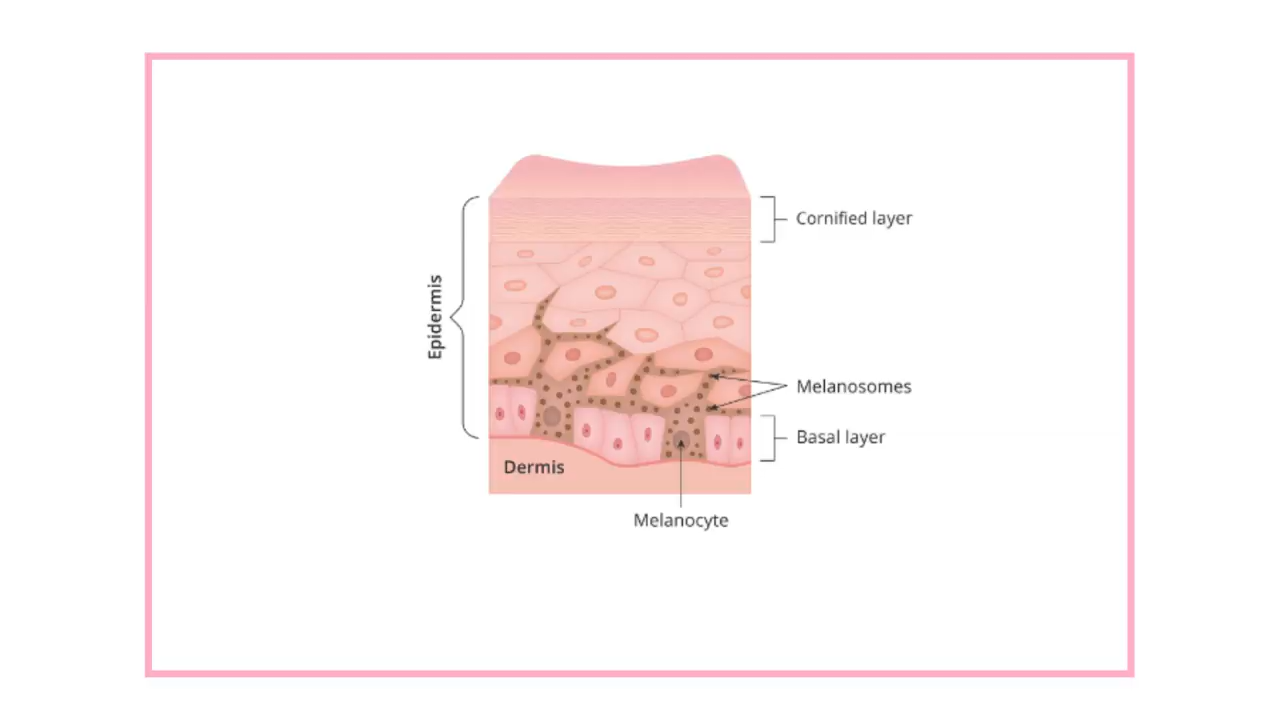 Cornified layer
Epidermis
Melanosomes
Basal layer
Dermis
Melanocyte